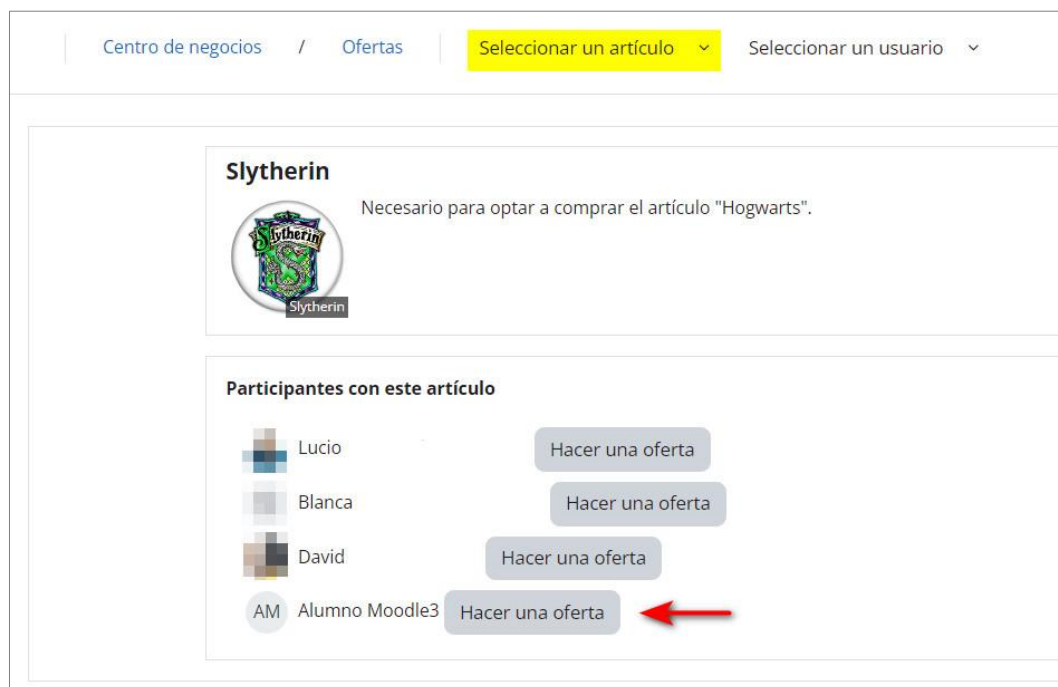 Centro de negocios / Ofertas Seleccionar un artículo Seleccionar un usuario
Slytherin
Necesario para optar a comprar el artículo "Hogwarts".
Slytherin
Slytherin
Participantes con este artículo
Lucio Hacer una oferta
Blanca Hacer una oferta
David Hacer una oferta
AM Alumno Moodle3 Hacer una oferta